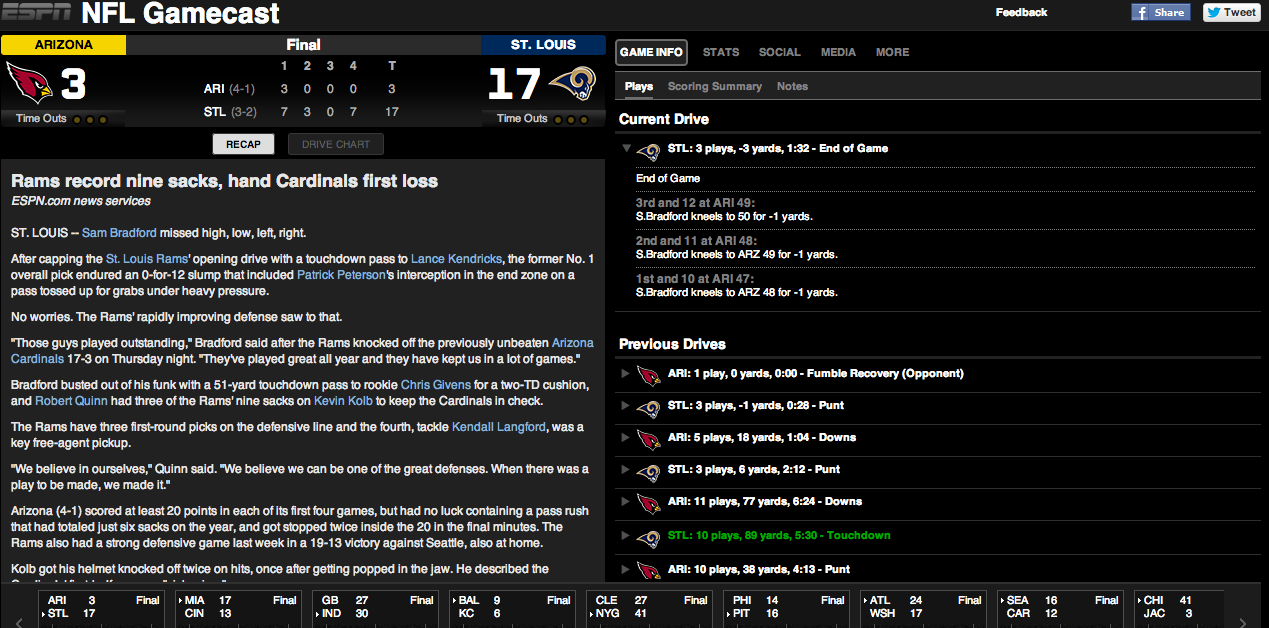 ESPN NFL Gamecast
Feedback
Share
Tweet
ARIZONA
Final
ST. LOUIS
3
1 2 3 4 T
17
ARI (4-1) 3 0 0 0 3
STL (3-2) 7 3 0 7 17
Time Outs
Time Outs
RECAP
DRIVE CHART
Rams record nine sacks, hand Cardinals first loss
ESPN.com news services
ST. LOUIS -- Sam Bradford missed high, low, left, right.
After capping the St. Louis Rams' opening drive with a touchdown pass to Lance Kendricks, the former No. 1
overall pick endured an 0-for-12 slump that included Patrick Peterson's interception in the end zone on a
pass tossed up for grabs under heavy pressure.
No worries. The Rams' rapidly improving defense saw to that.
"Those guys played outstanding," Bradford said after the Rams knocked off the previously unbeaten Arizona
Cardinals 17-3 on Thursday night. "They've played great all year and they have kept us in a lot of games."
Bradford busted out of his funk with a 51-yard touchdown pass to rookie Chris Givens for a two-TD cushion,
and Robert Quinn had three of the Rams' nine sacks on Kevin Kolb to keep the Cardinals in check.
The Rams have three first-round picks on the defensive line and the fourth, tackle Kendall Langford, was a
key free-agent pickup.
"We believe in ourselves," Quinn said. "We believe we can be one of the great defenses. When there was a
play to be made, we made it."
Arizona (4-1) scored at least 20 points in each of its first four games, but had no luck containing a pass rush
that had totaled just six sacks on the year, and got stopped twice inside the 20 in the final minutes. The
Rams also had a strong defensive game last week in a 19-13 victory against Seattle, also at home.
Kolb got his helmet knocked off twice on hits, once after getting popped in the jaw. He described the
GAME INFO
STATS
SOCIAL
MEDIA
MORE
Plays
Scoring Summary
Notes
Current Drive
STL: 3 plays, -3 yards, 1:32 - End of Game
End of Game
3rd and 12 at ARI 49:
S.Bradford kneels to 50 for -1 yards.
2nd and 11 at ARI 48:
S.Bradford kneels to ARZ 49 for -1 yards.
1st and 10 at ARI 47:
S.Bradford kneels to ARZ 48 for -1 yards.
Previous Drives
ARI: 1 play, 0 yards, 0:00 - Fumble Recovery (Opponent)
STL: 3 plays, -1 yards, 0:28 - Punt
ARI: 5 plays, 18 yards, 1:04 - Downs
STL: 3 plays, 6 yards, 2:12 - Punt
ARI: 11 plays, 77 yards, 6:24 - Downs
STL: 10 plays, 89 yards, 5:30 - Touchdown
ARI: 10 plays, 38 yards, 4:13 - Punt
ARI 3 Final
STL 17
MIA 17 Final
CIN 13
GB 27 Final
IND 30
BAL 9 Final
KC 6
CLE 27 Final
NYG 41
PHI 14 Final
PIT 16
ATL 24 Final
WSH 17
SEA 16 Final
CAR 12
CHI 41
JAC 3